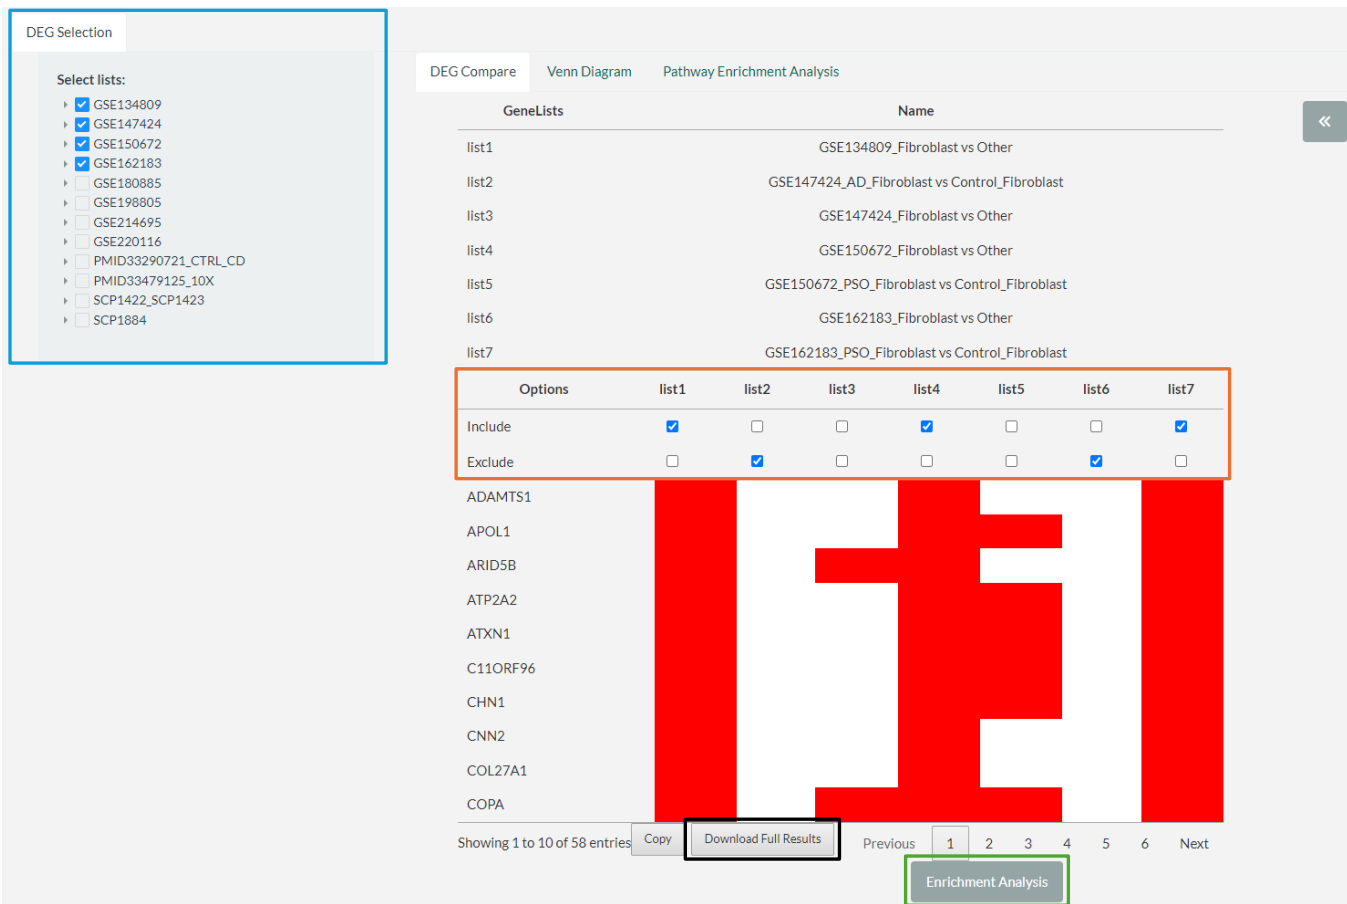 DEG Selection
Select lists:
GSE134809
GSE147424
GSE150672
GSE162183
GSE180885
GSE198805
GSE214695
GSE220116
PMID33290721_CTRL_CD
PMID33479125_10X
SCP1422_SCP1423
SCP1884
DEG Compare Venn Diagram Pathway Enrichment Analysis
GeneLists Name
list1 GSE134809_Fibroblast vs Other
list2 GSE147424_AD_Fibroblast vs Control_Fibroblast
list3 GSE147424_Fibroblast vs Other
list4 GSE150672_Fibroblast vs Other
list5 GSE150672_PSO_Fibroblast vs Control_Fibroblast
list6 GSE162183_Fibroblast vs Other
list7 GSE162183_PSO_Fibroblast vs Control_Fibroblast
Options list1 list2 list3 list4 list5 list6 list7
Include
Exclude
ADAMTS1
APOL1
ARID5B
ATP2A2
ATXN1
C11ORF96
CHN1
CNN2
COL27A1
COPA
Showing 1 to 10 of 58 entries Copy Download Full Results Previous 1 2 3 4 5 6 Next
Enrichment Analysis